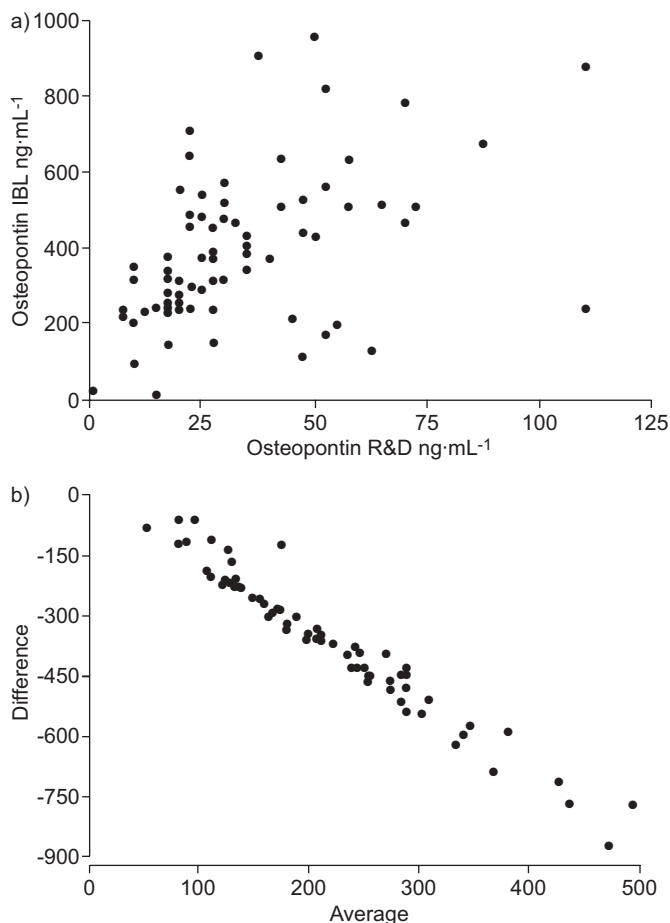 a)
1000
800
600
400
200
0
Osteopontin IBL ng·mL⁻¹
0 25 50 75 100 125
Osteopontin R&D ng·mL⁻¹
b)
0
-150
-300
-450
-600
-750
-900
Difference
0 100 200 300 400 500
Average